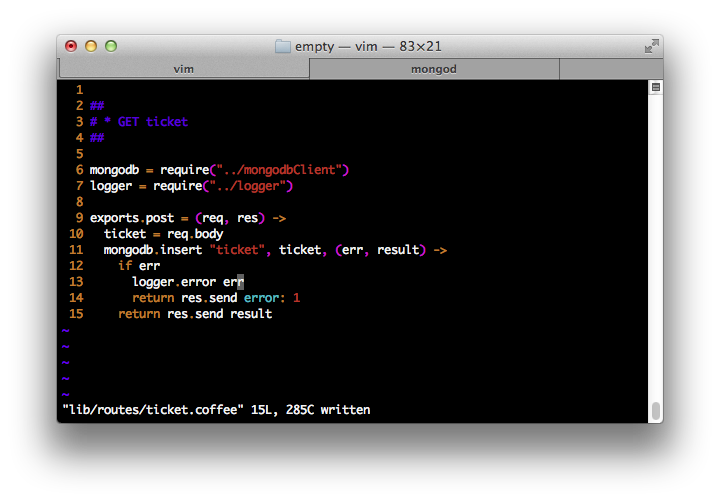 empty — vim — 83×21
vim mongod
1
2 ##
3 # * GET ticket
4 ##
5
6 mongodb = require("../mongodbClient")
7 logger = require("../logger")
8
9 exports.post = (req, res) ->
10   ticket = req.body
11   mongodb.insert "ticket", ticket, (err, result) ->
12     if err
13       logger.error err
14       return res.send error: 1
15     return res.send result
~
~
~
~
~
"lib/routes/ticket.coffee" 15L, 285C written